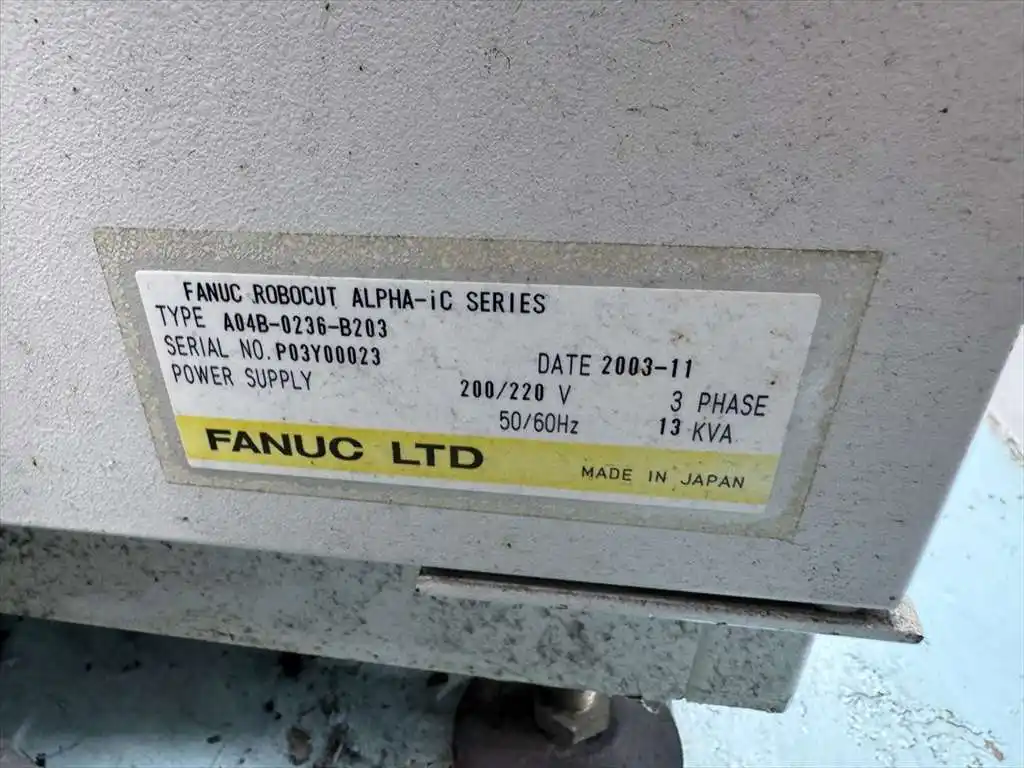 FANUC ROBOCUT ALPHA-iC SERIES
TYPE A04B-0236-B203
SERIAL NO. P03Y00023 DATE 2003-11
POWER SUPPLY 200/220 V 3 PHASE
50/60Hz 13 KVA
FANUC LTD MADE IN JAPAN